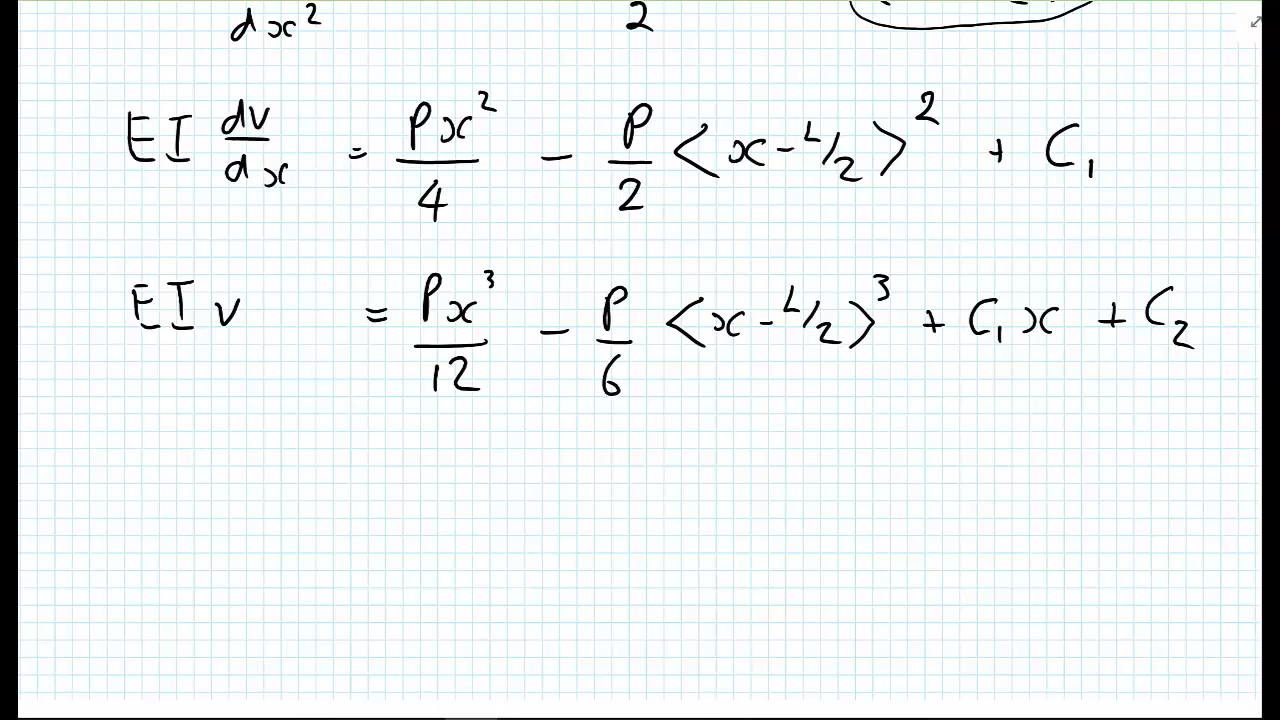 dx² 2
EI dv/dx = Px²/4 - P/2 <x - L/2>² + C₁
EI v = Px³/12 - P/6 <x - L/2>³ + C₁x + C₂